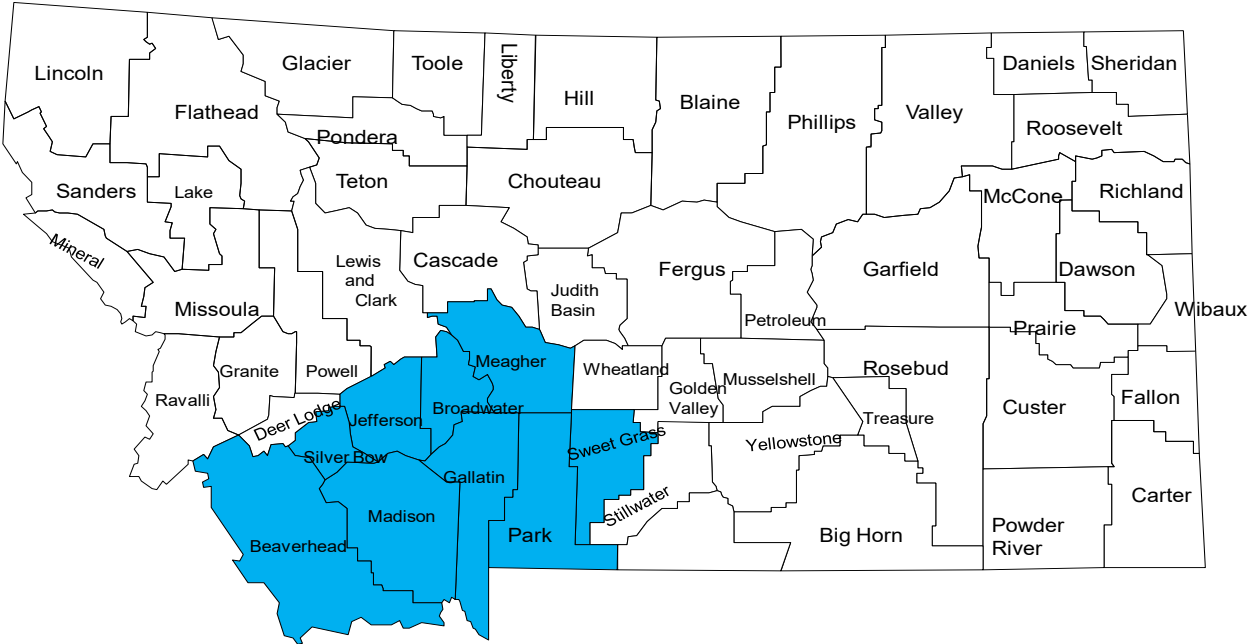 Lincoln
Flathead
Glacier
Toole
Liberty
Hill
Blaine
Phillips
Valley
Daniels
Sheridan
Pondera
Roosevelt
Sanders
Lake
Teton
Chouteau
McCone
Richland
Mineral
Missoula
Lewis
and
Clark
Cascade
Judith
Basin
Fergus
Petroleum
Garfield
Dawson
Wibaux
Prairie
Ravalli
Granite
Powell
Deer Lodge
Jefferson
Broadwater
Meagher
Wheatland
Golden
Valley
Musselshell
Rosebud
Treasure
Custer
Fallon
Silver Bow
Gallatin
Sweet Grass
Yellowstone
Stillwater
Beaverhead
Madison
Park
Big Horn
Powder
River
Carter